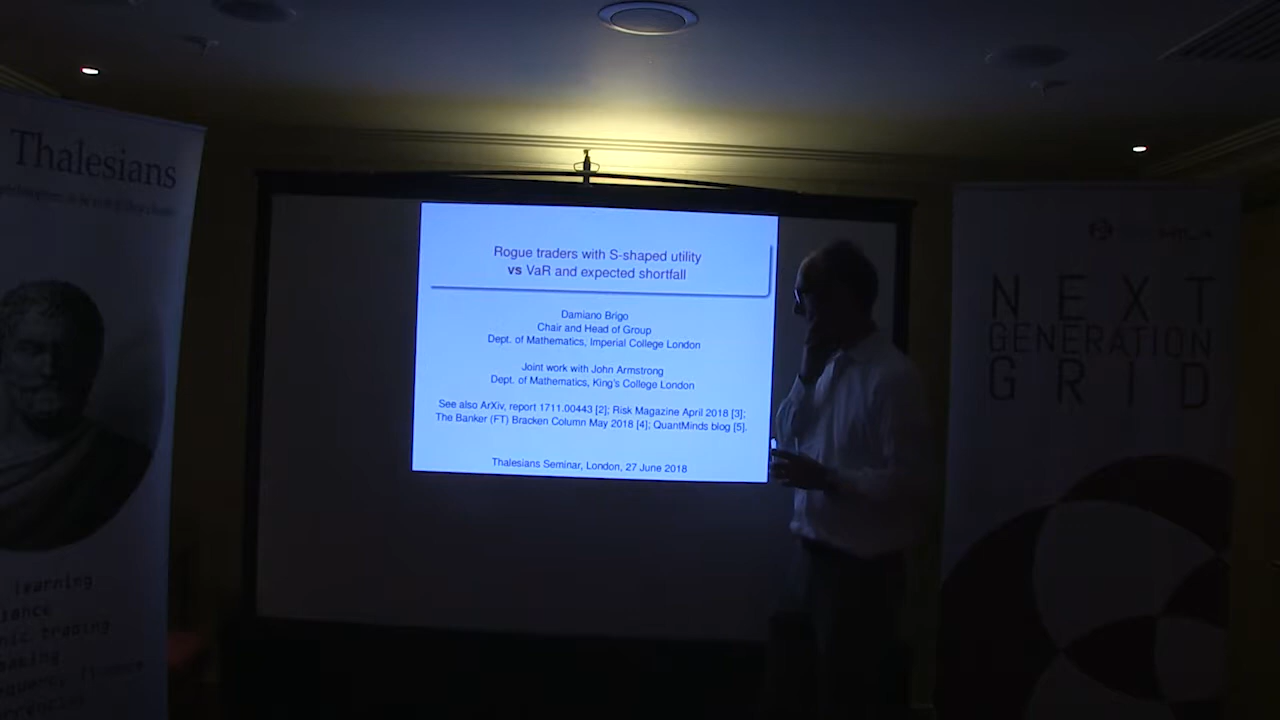 Thalesians
learning
trading
Rogue traders with S-shaped utility
vs VaR and expected shortfall
Damiano Brigo
Chair and Head of Group
Dept. of Mathematics, Imperial College London
Joint work with John Armstrong
Dept. of Mathematics, King's College London
See also ArXiv, report 1711.00443 [2]; Risk Magazine April 2018 [3];
The Banker (FT) Bracken Column May 2018 [4]; QuantMinds blog [5].
Thalesians Seminar, London, 27 June 2018
NEXT
GENERATION
GRID